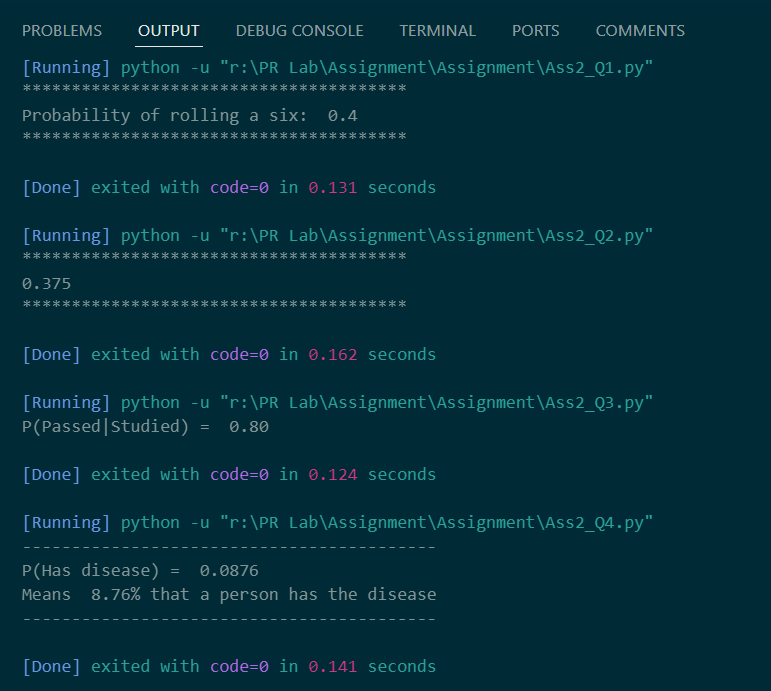 PROBLEMS OUTPUT DEBUG CONSOLE TERMINAL PORTS COMMENTS
[Running] python -u "r:\PR Lab\Assignment\Assignment\Ass2_Q1.py"
***************************************
Probability of rolling a six:  0.4
***************************************
[Done] exited with code=0 in 0.131 seconds
[Running] python -u "r:\PR Lab\Assignment\Assignment\Ass2_Q2.py"
***************************************
0.375
***************************************
[Done] exited with code=0 in 0.162 seconds
[Running] python -u "r:\PR Lab\Assignment\Assignment\Ass2_Q3.py"
P(Passed|Studied) =  0.80
[Done] exited with code=0 in 0.124 seconds
[Running] python -u "r:\PR Lab\Assignment\Assignment\Ass2_Q4.py"
------------------------------------------
P(Has disease) =  0.0876
Means  8.76% that a person has the disease
------------------------------------------
[Done] exited with code=0 in 0.141 seconds